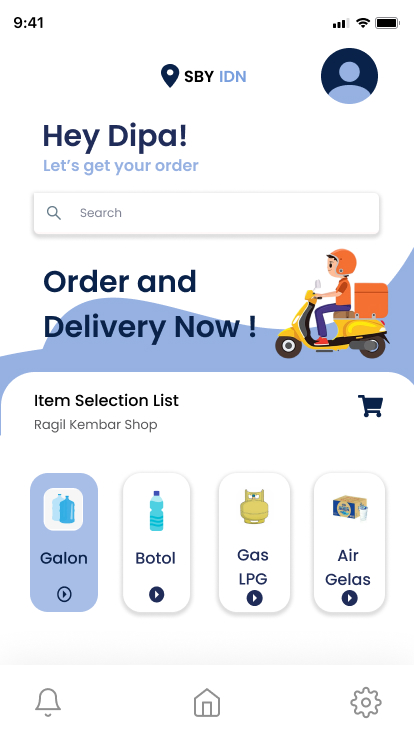 9:41
SBY IDN
Hey Dipa!
Let's get your order
Search
Order and
Delivery Now !
Item Selection List
Ragil Kembar Shop
Galon
Botol
Gas
LPG
Air
Gelas